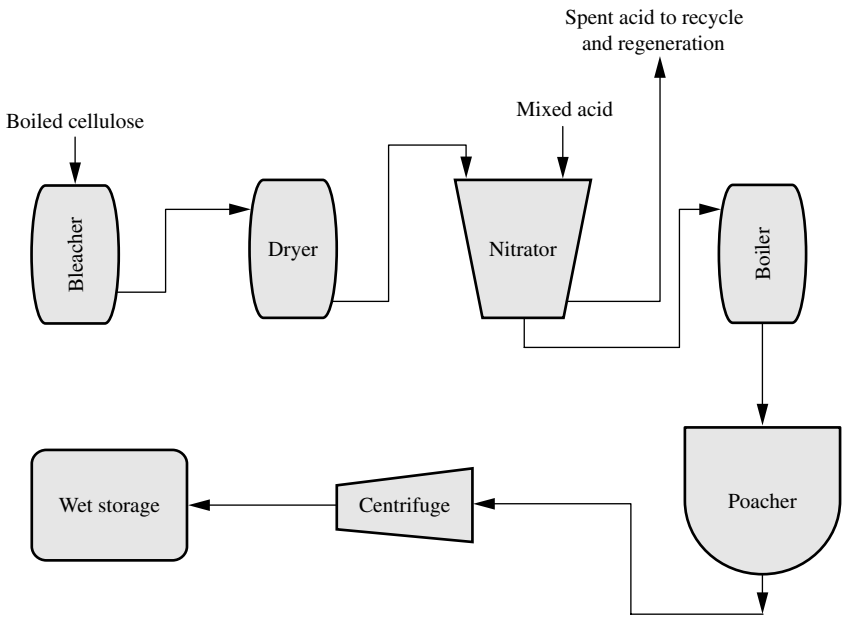 Spent acid to recycle
and regeneration
Mixed acid
Boiled cellulose
Bleacher
Dryer
Nitrator
Boiler
Wet storage
Centrifuge
Poacher